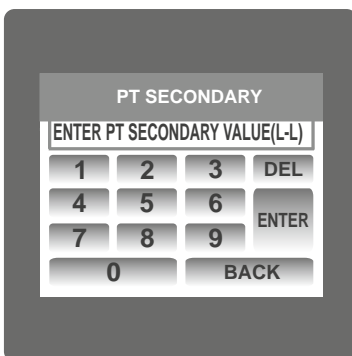 PT SECONDARY
ENTER PT SECONDARY VALUE(L-L)
1 2 3 DEL
4 5 6 ENTER
7 8 9
0 BACK